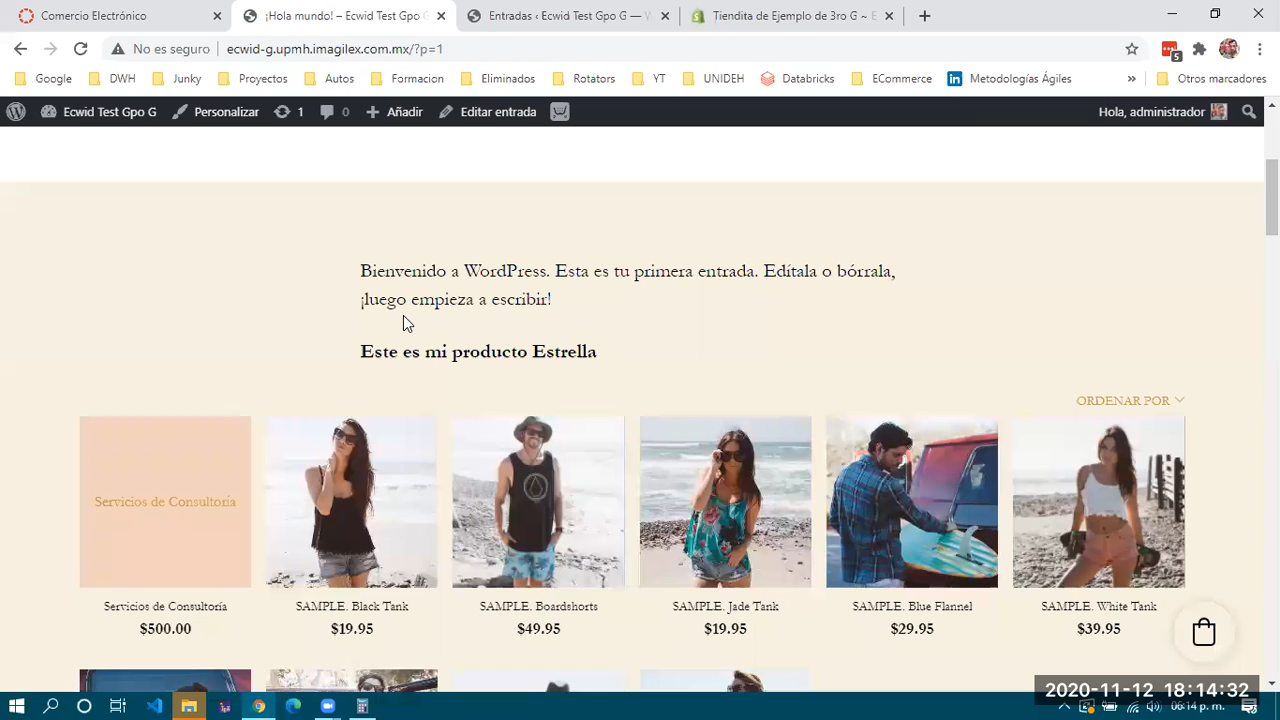 Comercio Electrónico
¡Hola mundo! – Ecwid Test Gpo G
Entradas ‹ Ecwid Test Gpo G — W
Tiendita de Ejemplo de 3ro G ~ E
No es seguro
ecwid-g.upmh.imagilex.com.mx/?p=1
5
Google
DWH
Junky
Proyectos
Autos
Formacion
Eliminados
Rotators
YT
UNIDEH
Databricks
ECommerce
Metodologías Ágiles
»
Otros marcadores
Ecwid Test Gpo G
Personalizar
1
0
Añadir
Editar entrada
Hola, administrador
Bienvenido a WordPress. Esta es tu primera entrada. Edítala o bórrala,
¡luego empieza a escribir!
Este es mi producto Estrella
ORDENAR POR
Servicios de Consultoría
Servicios de Consultoría
SAMPLE. Black Tank
SAMPLE. Boardshorts
SAMPLE. Jade Tank
SAMPLE. Blue Flannel
SAMPLE. White Tank
$500.00
$19.95
$49.95
$19.95
$29.95
$39.95
2020-11-12 18:14:32
06:14 p. m.